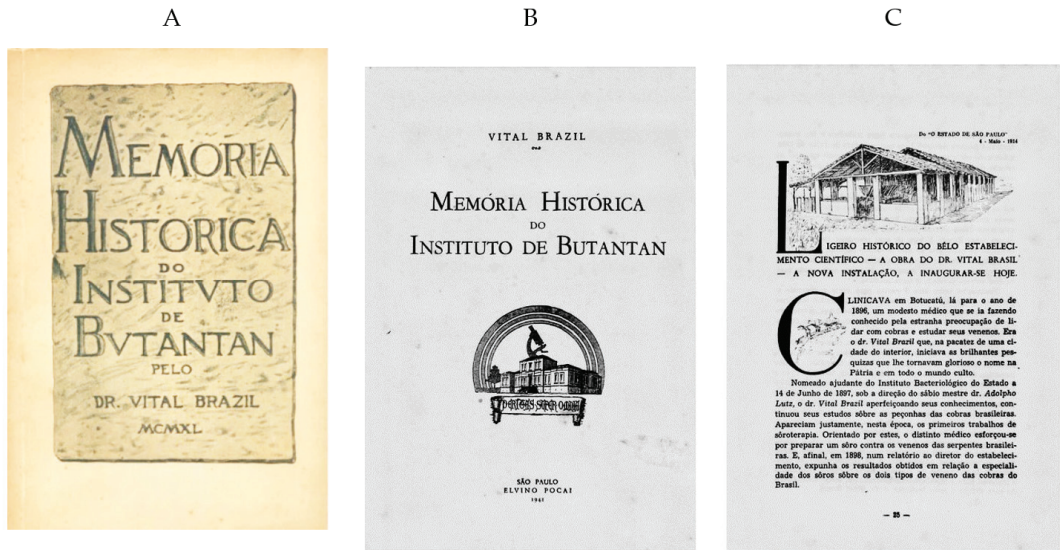 A
MEMORIA
HISTORICA
DO
INSTITVTO
DE
BVTANTAN
PELO
DR. VITAL BRAZIL
MCMXL
B
VITAL BRAZIL
MEMÓRIA HISTÓRICA
DO
INSTITUTO DE BUTANTAN
SÃO PAULO
ELVINO POCAI
1941
C
Do "O ESTADO DE SÃO PAULO"
4 - Maio - 1914
LIGEIRO HISTÓRICO DO BÉLO ESTABELECI-
MENTO CIENTÍFICO — A OBRA DO DR. VITAL BRASIL
— A NOVA INSTALAÇÃO, A INAUGURAR-SE HOJE.
CLINICAVA em Botucatú, lá para o ano de
1896, um modesto médico que se ia fazendo
conhecido pela estranha preocupação de li-
dar com cobras e estudar seus venenos. Era
o dr. Vital Brazil que, na pacatez de uma ci-
dade do interior, iniciava as brilhantes pes-
quizas que lhe tornavam glorioso o nome na
Pátria e em todo o mundo culto.
Nomeado ajudante do Instituto Bacteriológico do Estado a
14 de Junho de 1897, sob a direção do sábio mestre dr. Adolpho
Lutz, o dr. Vital Brazil aperfeiçoando seus conhecimentos, con-
tinuou seus estudos sôbre as peçonhas das cobras brasileiras.
Apareciam justamente, nesta época, os primeiros trabalhos de
sôroterapia. Orientado por estes, o distinto médico esforçou-se
por preparar um sôro contra os venenos das serpentes brasilei-
ras. E, afinal, em 1898, num relatório ao diretor do estabeleci-
mento, expunha os resultados obtidos em relação a especiali-
dade dos sôros sôbre os dois tipos de veneno das cobras do
Brasil.
— 25 —